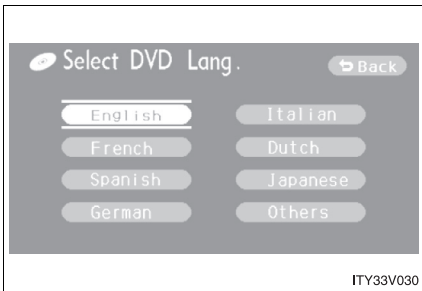 Select DVD Lang.
Back
English
Italian
French
Dutch
Spanish
Japanese
German
Others
ITY33V030